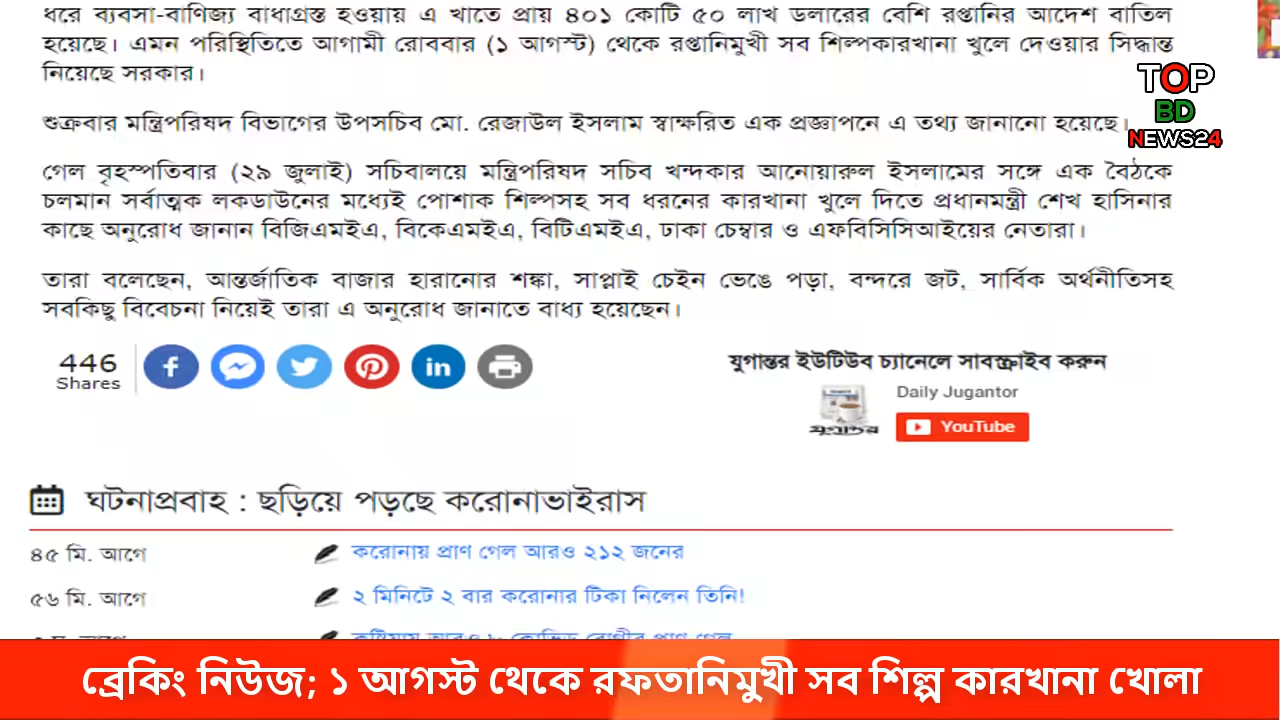 ধরে ব্যবসা-বাণিজ্য বাধাগ্রস্ত হওয়ায় এ খাতে প্রায় ৪০১ কোটি ৫০ লাখ ডলারের বেশি রপ্তানির আদেশ বাতিল
হয়েছে। এমন পরিস্থিতিতে আগামী রোববার (১ আগস্ট) থেকে রপ্তানিমুখী সব শিল্পকারখানা খুলে দেওয়ার সিদ্ধান্ত
নিয়েছে সরকার।
TOP
BD
NEWS24
শুক্রবার মন্ত্রিপরিষদ বিভাগের উপসচিব মো. রেজাউল ইসলাম স্বাক্ষরিত এক প্রজ্ঞাপনে এ তথ্য জানানো হয়েছে।
গেল বৃহস্পতিবার (২৯ জুলাই) সচিবালয়ে মন্ত্রিপরিষদ সচিব খন্দকার আনোয়ারুল ইসলামের সঙ্গে এক বৈঠকে
চলমান সর্বাত্মক লকডাউনের মধ্যেই পোশাক শিল্পসহ সব ধরনের কারখানা খুলে দিতে প্রধানমন্ত্রী শেখ হাসিনার
কাছে অনুরোধ জানান বিজিএমইএ, বিকেএমইএ, বিটিএমইএ, ঢাকা চেম্বার ও এফবিসিসিআইয়ের নেতারা।
তারা বলেছেন, আন্তর্জাতিক বাজার হারানোর শঙ্কা, সাপ্লাই চেইন ভেঙে পড়া, বন্দরে জট, সার্বিক অর্থনীতিসহ
সবকিছু বিবেচনা নিয়েই তারা এ অনুরোধ জানাতে বাধ্য হয়েছেন।
446
Shares
যুগান্তর ইউটিউব চ্যানেলে সাবস্ক্রাইব করুন
Daily Jugantor
যুগান্তর
YouTube
ঘটনাপ্রবাহ : ছড়িয়ে পড়ছে করোনাভাইরাস
৪৫ মি. আগে করোনায় প্রাণ গেল আরও ২১২ জনের
৫৬ মি. আগে ২ মিনিটে ২ বার করোনার টিকা নিলেন তিনি!
ব্রেকিং নিউজ; ১ আগস্ট থেকে রফতানিমুখী সব শিল্প কারখানা খোলা